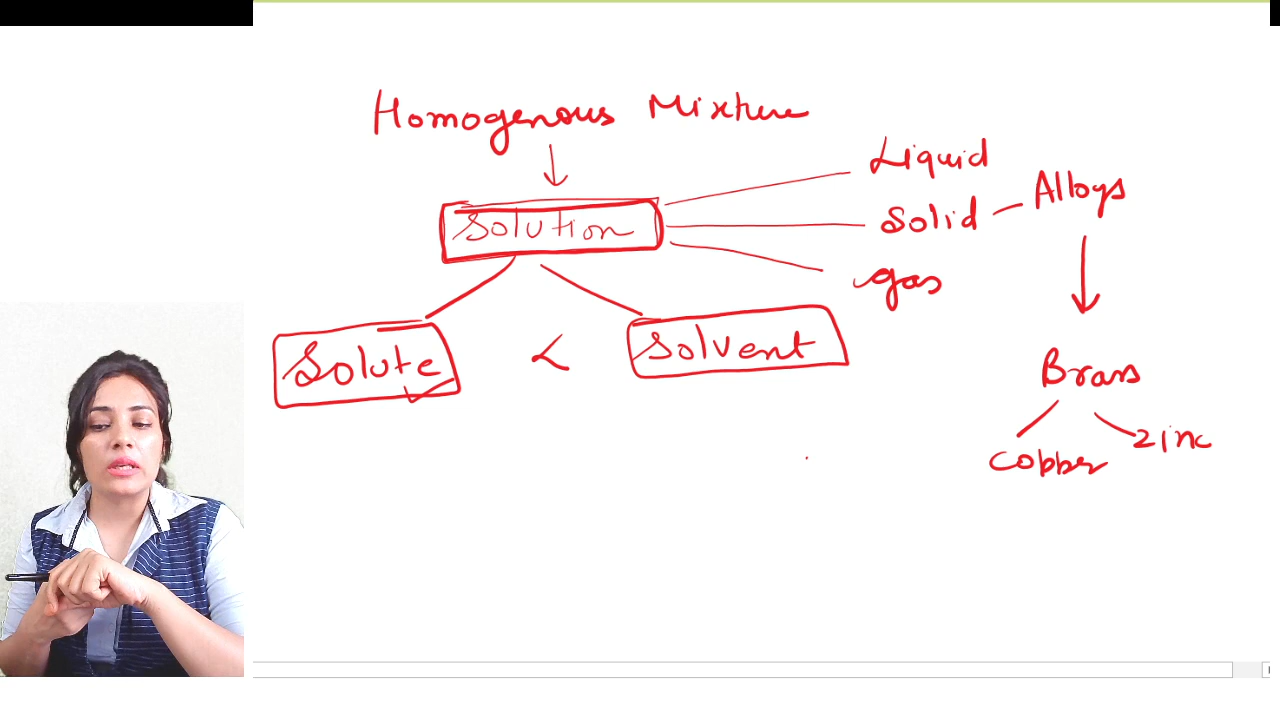 Homogenous Mixture
Solution
Liquid
Solid
gas
Alloys
Solute < Solvent
Brass
Copper
zinc